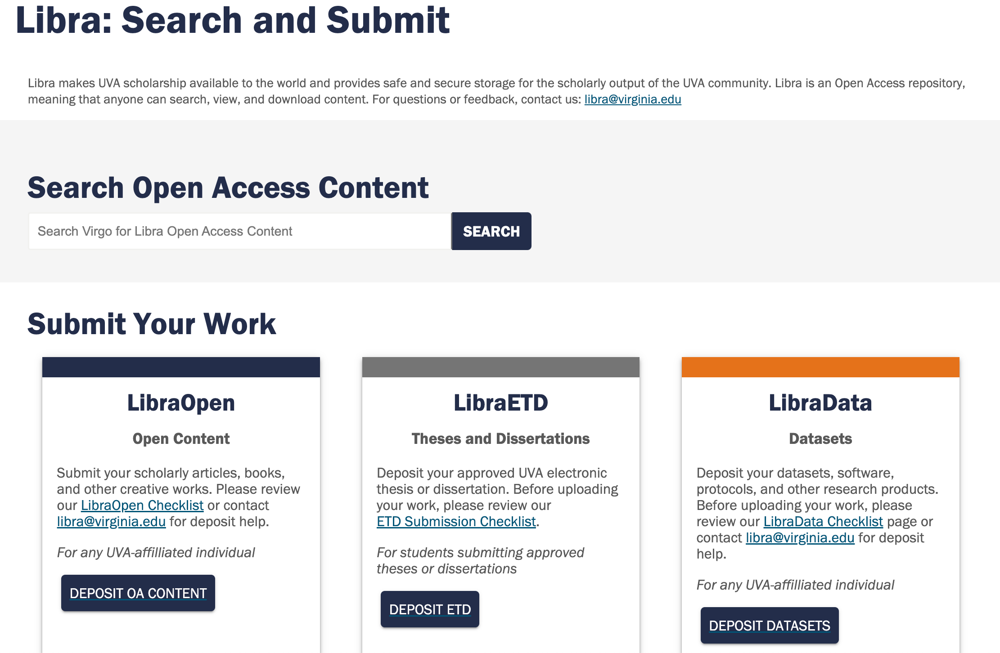 Libra: Search and Submit
Libra makes UVA scholarship available to the world and provides safe and secure storage for the scholarly output of the UVA community. Libra is an Open Access repository,
meaning that anyone can search, view, and download content. For questions or feedback, contact us: libra@virginia.edu
Search Open Access Content
Search Virgo for Libra Open Access Content
SEARCH
Submit Your Work
LibraOpen
Open Content
Submit your scholarly articles, books,
and other creative works. Please review
our LibraOpen Checklist or contact
libra@virginia.edu for deposit help.
For any UVA-affilliated individual
DEPOSIT OA CONTENT
LibraETD
Theses and Dissertations
Deposit your approved UVA electronic
thesis or dissertation. Before uploading
your work, please review our
ETD Submission Checklist.
For students submitting approved
theses or dissertations
DEPOSIT ETD
LibraData
Datasets
Deposit your datasets, software,
protocols, and other research products.
Before uploading your work, please
review our LibraData Checklist page or
contact libra@virginia.edu for deposit
help.
For any UVA-affilliated individual
DEPOSIT DATASETS